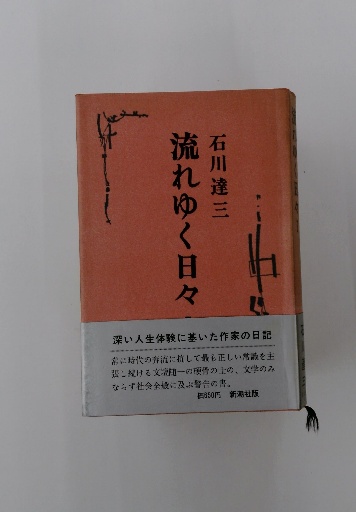 石川達三
流れゆく日々
深い人生体験に基いた作家の日記
常に時代の奔流に抗して最も正しい常識を主
張し続ける文壇随一の硬骨の士の、文学のみ
ならず社会全般に及ぶ警告の書。
新潮社版